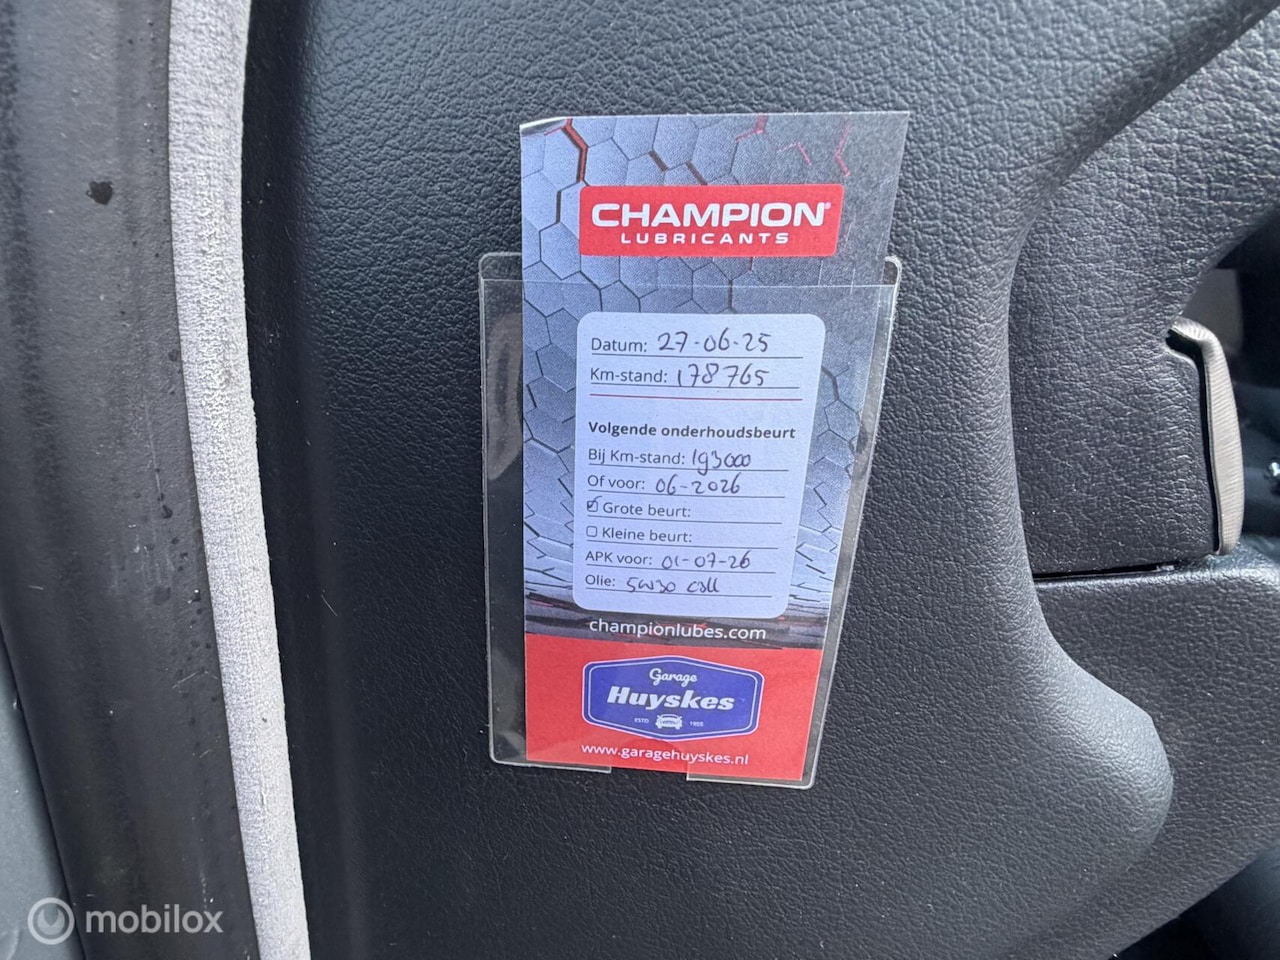 CHAMPION®
LUBRICANTS
Datum: 27-06-25
Km-stand: 178765
Volgende onderhoudsbeurt
Bij Km-stand: 193000
Of voor: 06-2026
Grote beurt:
Kleine beurt:
APK voor: 01-07-26
Olie: 5w30
championlubes.com
Garage
Huyskes
ESTD 1955
www.garagehuyskes.nl
mobilox